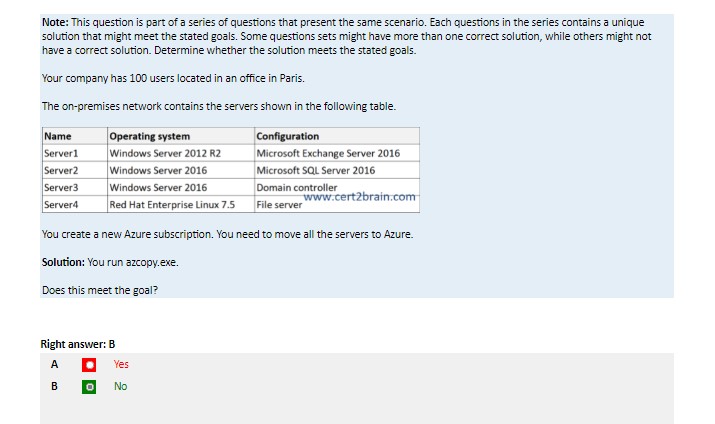 Note: This question is part of a series of questions that present the same scenario. Each questions in the series contains a unique
solution that might meet the stated goals. Some questions sets might have more than one correct solution, while others might not
have a correct solution. Determine whether the solution meets the stated goals.
Your company has 100 users located in an office in Paris.
The on-premises network contains the servers shown in the following table.
Name Operating system Configuration
Server1 Windows Server 2012 R2 Microsoft Exchange Server 2016
Server2 Windows Server 2016 Microsoft SQL Server 2016
Server3 Windows Server 2016 Domain controller
Server4 Red Hat Enterprise Linux 7.5 File server
www.cert2brain.com
You create a new Azure subscription. You need to move all the servers to Azure.
Solution: You run azcopy.exe.
Does this meet the goal?
Right answer: B
A Yes
B No